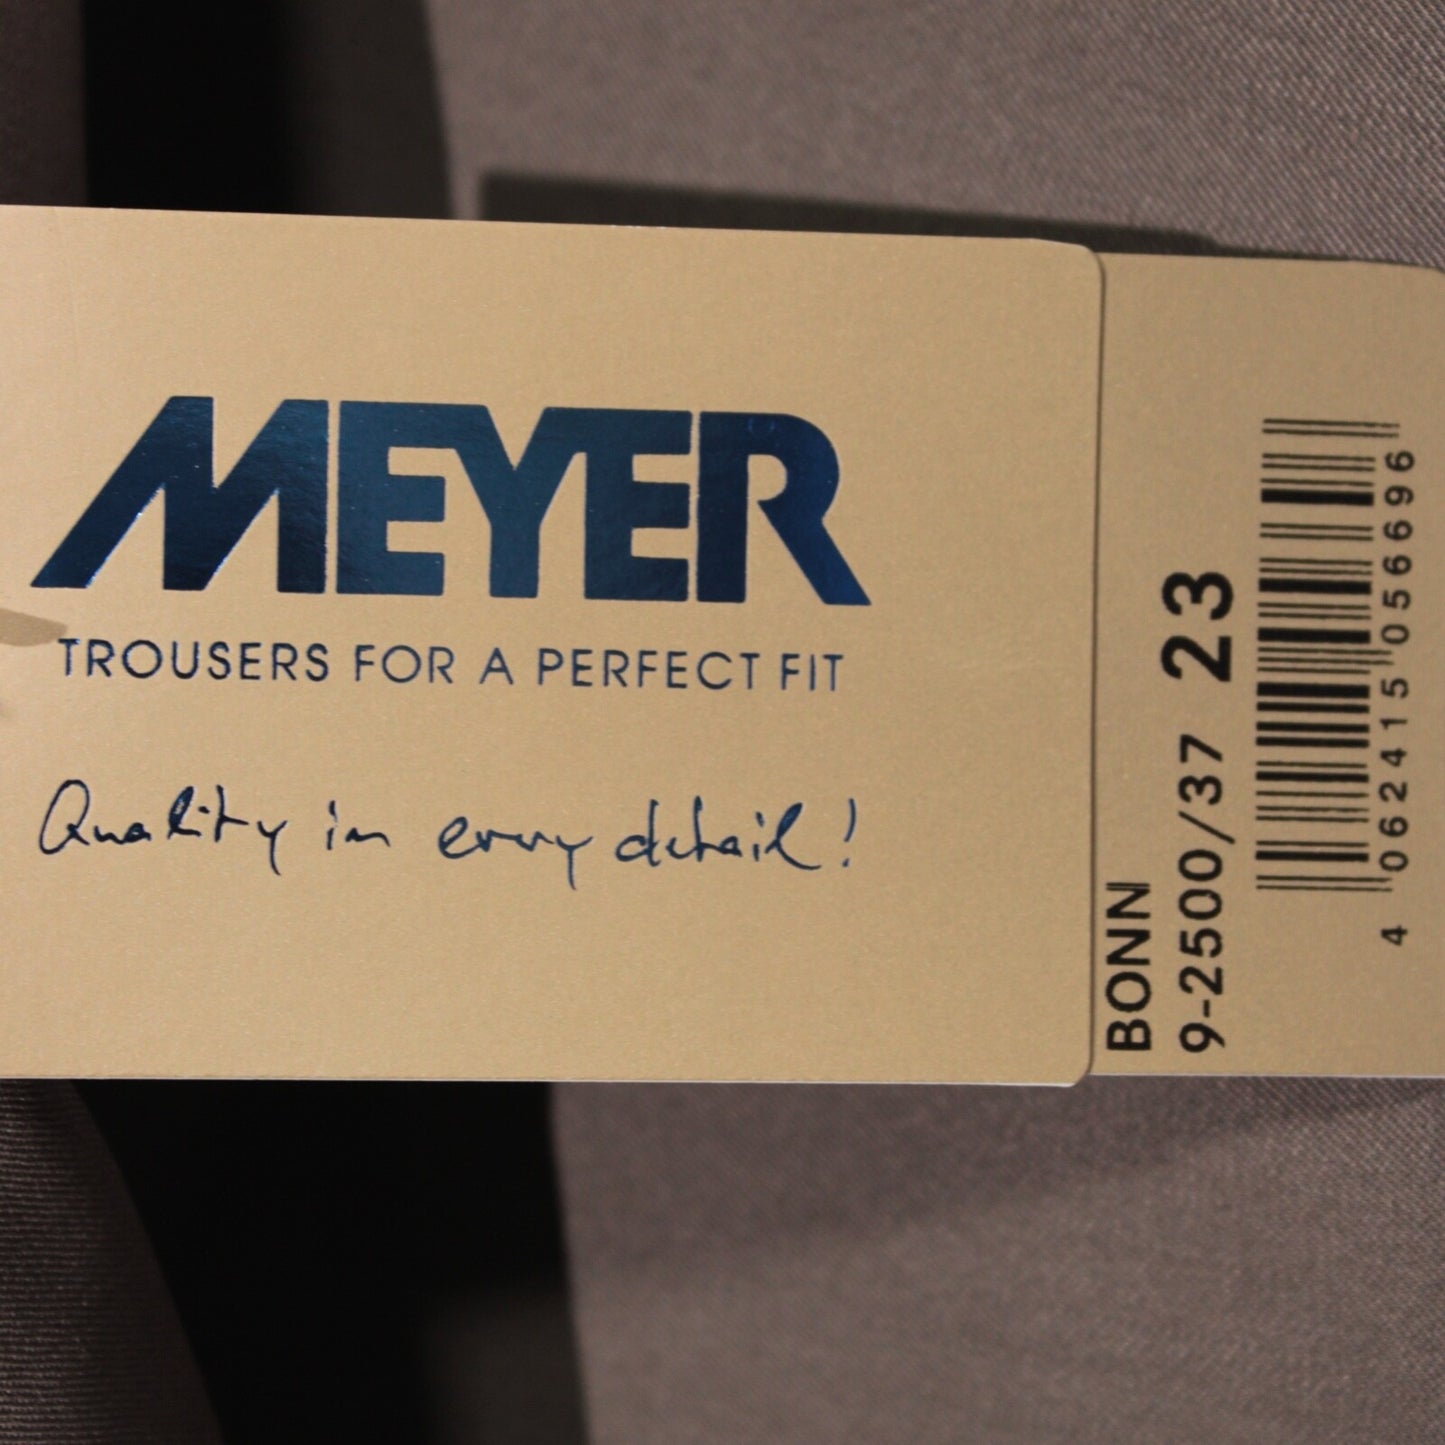 MEYER
TROUSERS FOR A PERFECT FIT
Quality in every detail!
BONN
9-2500/37 23
4 062415 056696